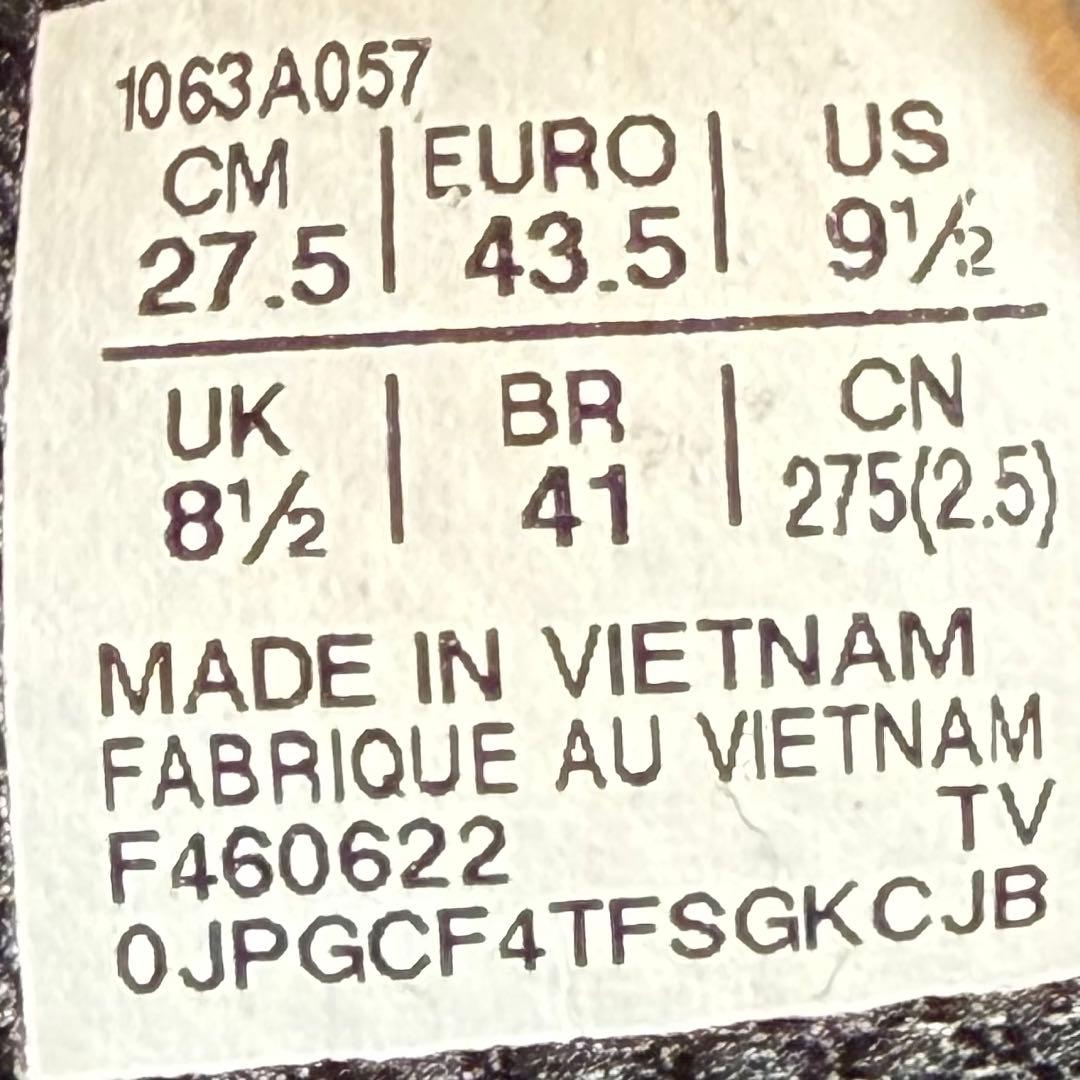 1063A057
CM | EURO | US
27.5 | 43.5 | 9½
UK | BR | CN
8½ | 41 | 275(2.5)
MADE IN VIETNAM
FABRIQUE AU VIETNAM
F460622 TV
0JPGCF4TFSGKCJB